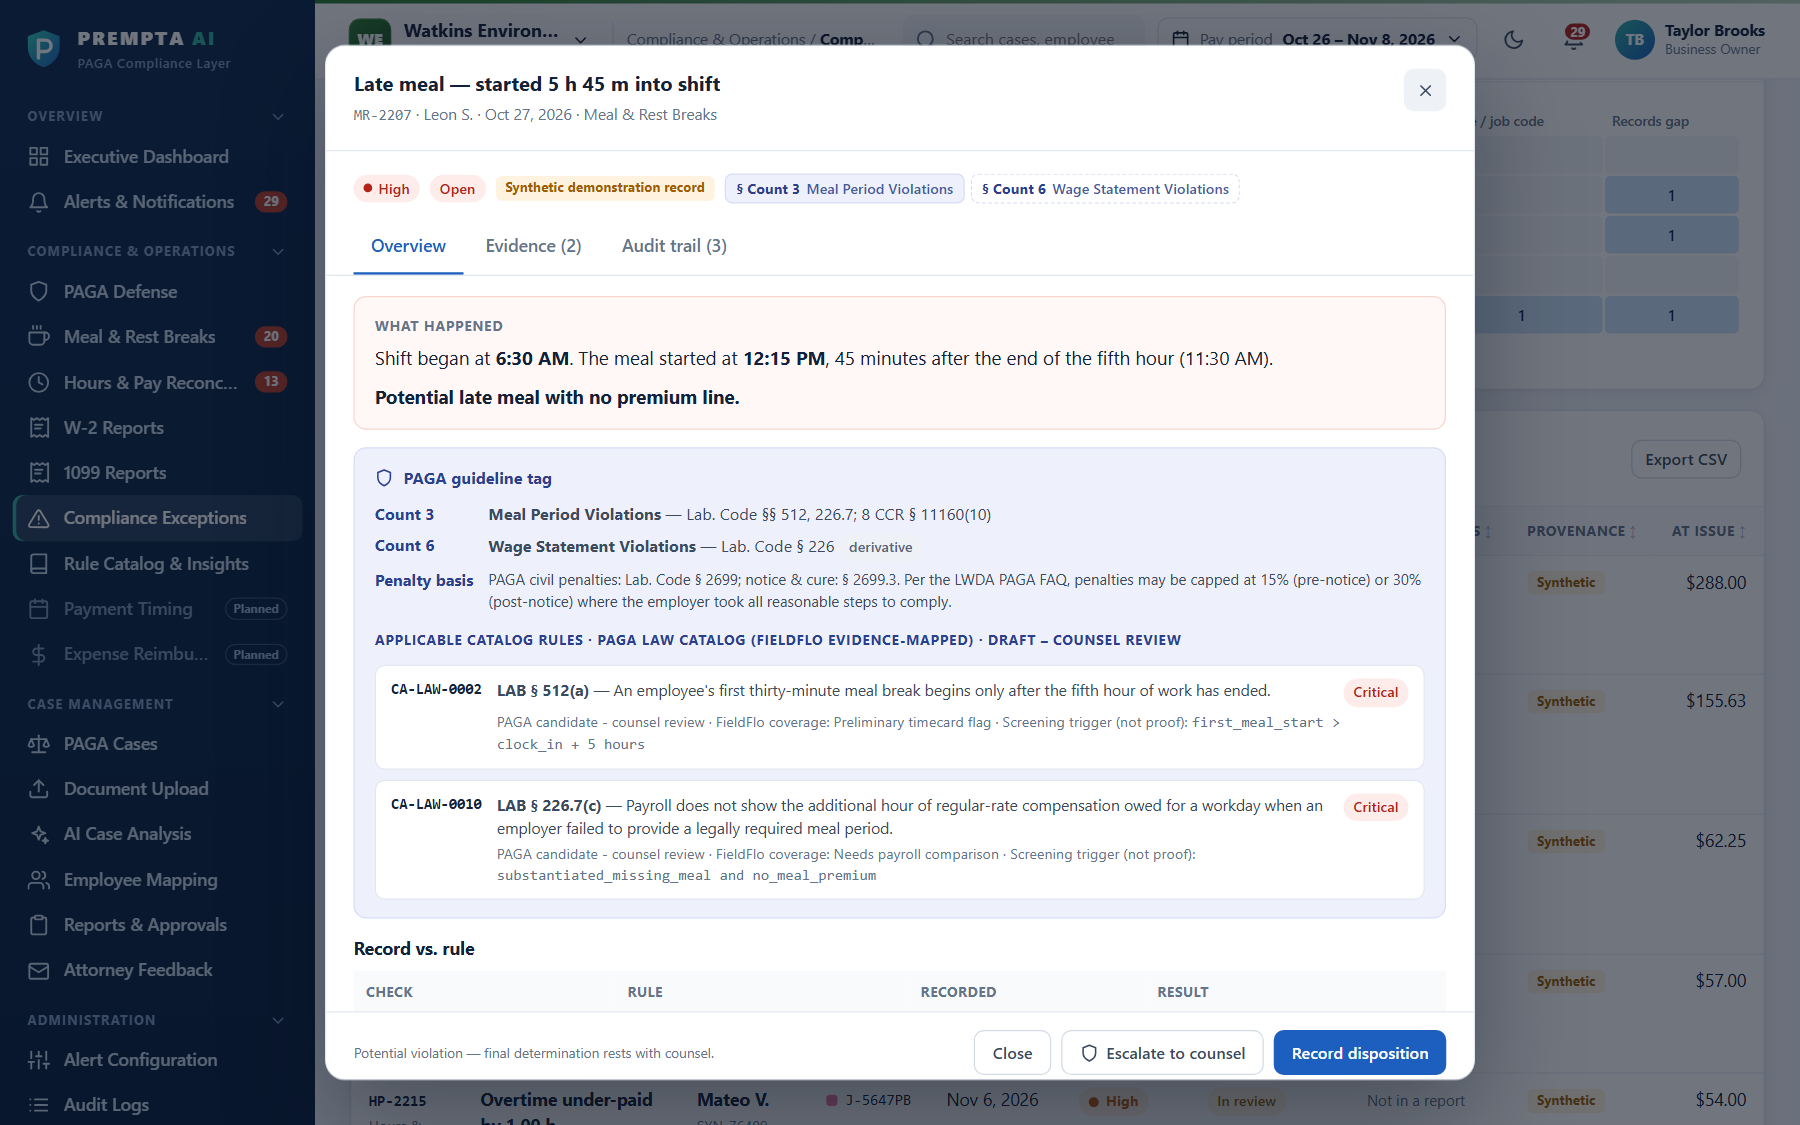 PREMPTA AI
PAGA Compliance Layer
OVERVIEW
Executive Dashboard
Alerts & Notifications 29
COMPLIANCE & OPERATIONS
PAGA Defense
Meal & Rest Breaks 20
Hours & Pay Reconc... 13
W-2 Reports
1099 Reports
Compliance Exceptions
Rule Catalog & Insights
Payment Timing Planned
Expense Reimbu... Planned
CASE MANAGEMENT
PAGA Cases
Document Upload
AI Case Analysis
Employee Mapping
Reports & Approvals
Attorney Feedback
ADMINISTRATION
Alert Configuration
Audit Logs
WE Watkins Environ...
Compliance & Operations / Comp...
Search cases, employee
Pay period Oct 26 – Nov 8, 2026
29
TB Taylor Brooks
Business Owner
Late meal — started 5 h 45 m into shift
MR-2207 · Leon S. · Oct 27, 2026 · Meal & Rest Breaks
High Open Synthetic demonstration record § Count 3 Meal Period Violations § Count 6 Wage Statement Violations
Overview Evidence (2) Audit trail (3)
WHAT HAPPENED
Shift began at 6:30 AM. The meal started at 12:15 PM, 45 minutes after the end of the fifth hour (11:30 AM).
Potential late meal with no premium line.
PAGA guideline tag
Count 3 Meal Period Violations — Lab. Code §§ 512, 226.7; 8 CCR § 11160(10)
Count 6 Wage Statement Violations — Lab. Code § 226 derivative
Penalty basis PAGA civil penalties: Lab. Code § 2699; notice & cure: § 2699.3. Per the LWDA PAGA FAQ, penalties may be capped at 15% (pre-notice) or 30%
(post-notice) where the employer took all reasonable steps to comply.
APPLICABLE CATALOG RULES · PAGA LAW CATALOG (FIELDFLO EVIDENCE-MAPPED) · DRAFT – COUNSEL REVIEW
CA-LAW-0002 LAB § 512(a) — An employee's first thirty-minute meal break begins only after the fifth hour of work has ended. Critical
PAGA candidate - counsel review · FieldFlo coverage: Preliminary timecard flag · Screening trigger (not proof): first_meal_start >
clock_in + 5 hours
CA-LAW-0010 LAB § 226.7(c) — Payroll does not show the additional hour of regular-rate compensation owed for a workday when an Critical
employer failed to provide a legally required meal period.
PAGA candidate - counsel review · FieldFlo coverage: Needs payroll comparison · Screening trigger (not proof):
substantiated_missing_meal and no_meal_premium
Record vs. rule
CHECK RULE RECORDED RESULT
Potential violation — final determination rests with counsel.
Close Escalate to counsel Record disposition
/ job code Records gap
1
1
1 1
Export CSV
S PROVENANCE AT ISSUE
Synthetic $288.00
Synthetic $155.63
Synthetic $62.25
Synthetic $57.00
HP-2215 Overtime under-paid Mateo V. J-5647PB Nov 6, 2026 High In review Not in a report Synthetic $54.00